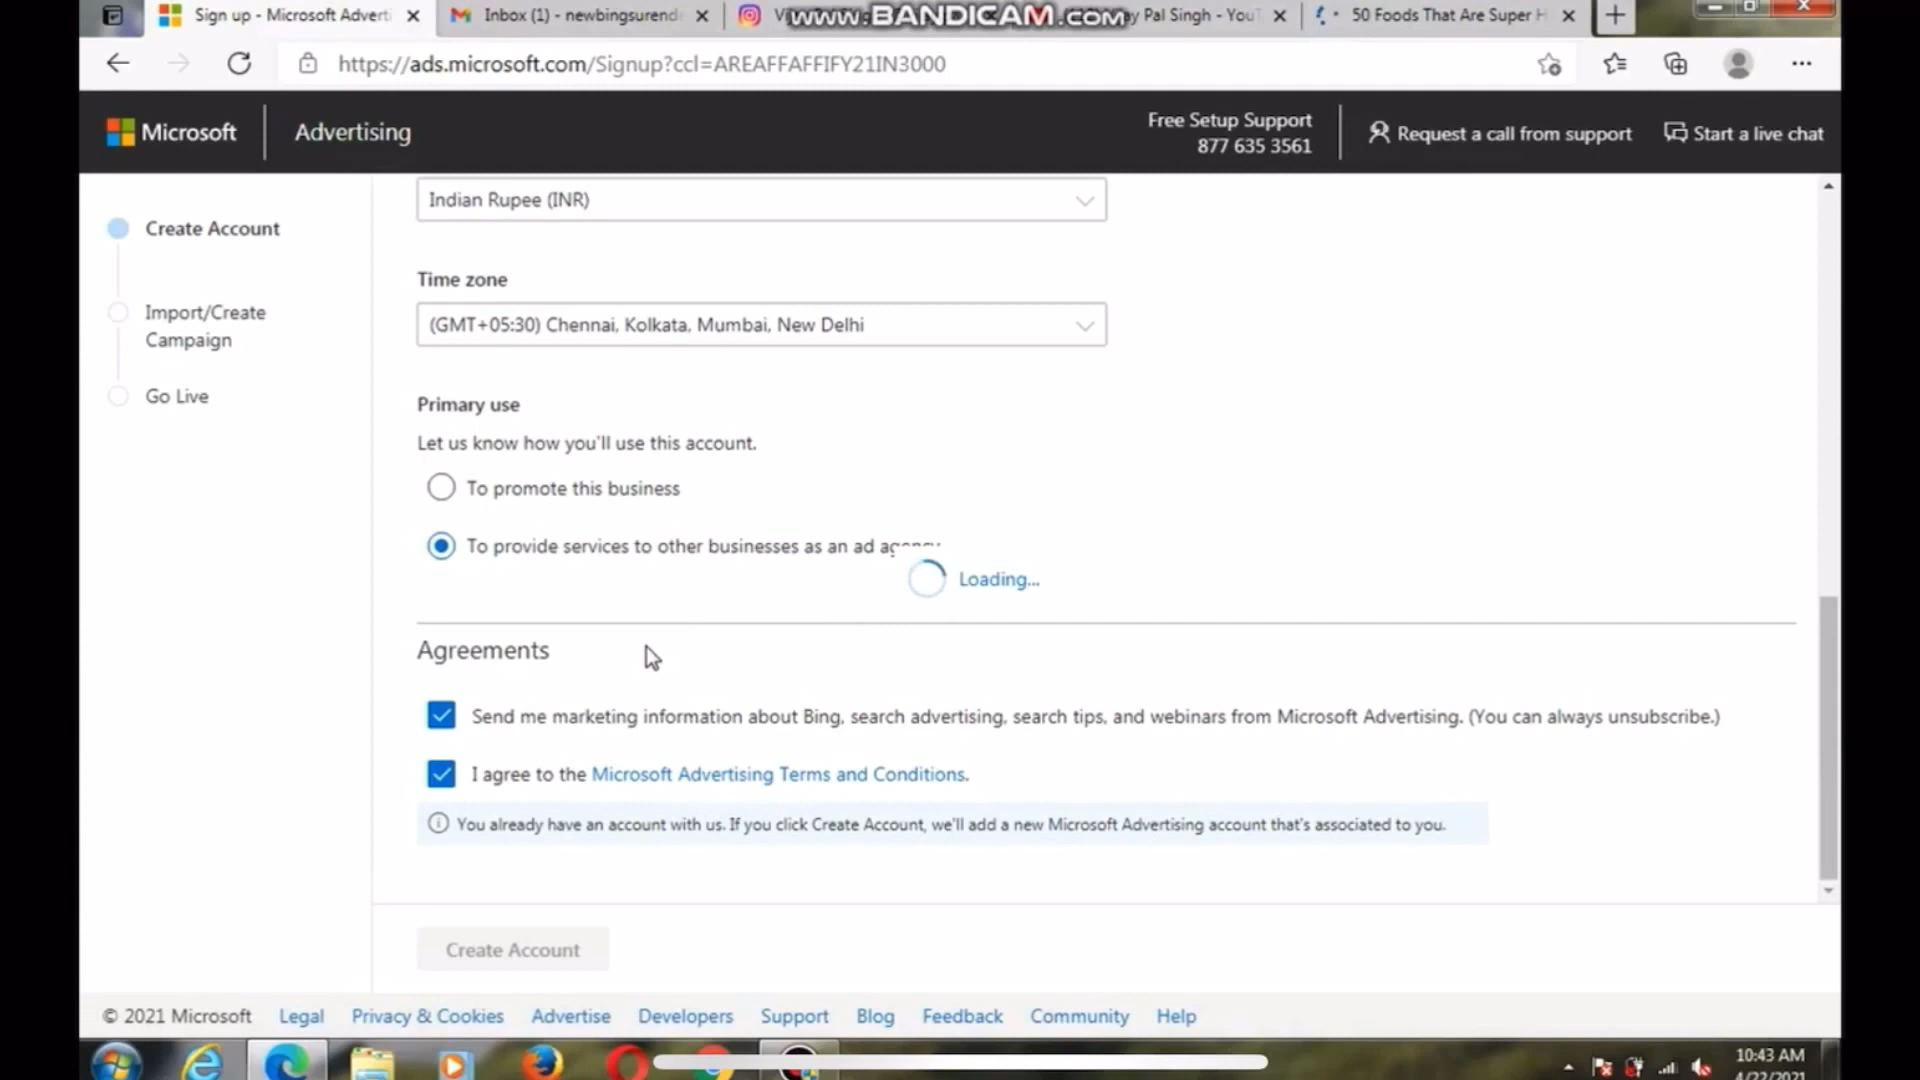 Sign up - Microsoft Adverti
Inbox (1) - newbingsurend
www.BANDICAM.com
Pal Singh - YouT
50 Foods That Are Super H
https://ads.microsoft.com/Signup?ccl=AREAFFAFFIFY21IN3000
Microsoft
Advertising
Free Setup Support
877 635 3561
Request a call from support
Start a live chat
Create Account
Import/Create
Campaign
Go Live
Indian Rupee (INR)
Time zone
(GMT+05:30) Chennai, Kolkata, Mumbai, New Delhi
Primary use
Let us know how you'll use this account.
To promote this business
To provide services to other businesses as an ad agency
Loading...
Agreements
Send me marketing information about Bing, search advertising, search tips, and webinars from Microsoft Advertising. (You can always unsubscribe.)
I agree to the Microsoft Advertising Terms and Conditions.
You already have an account with us. If you click Create Account, we'll add a new Microsoft Advertising account that's associated to you.
Create Account
© 2021 Microsoft Legal Privacy & Cookies Advertise Developers Support Blog Feedback Community Help
10:43 AM
4/22/2021